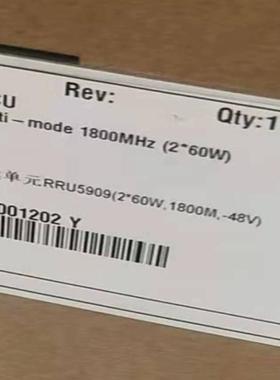 Rev: Qty:1
ti-mode 1800MHz (2*60W)
单元RRU5909(2*60W,1800M,-48V)
001202 Y